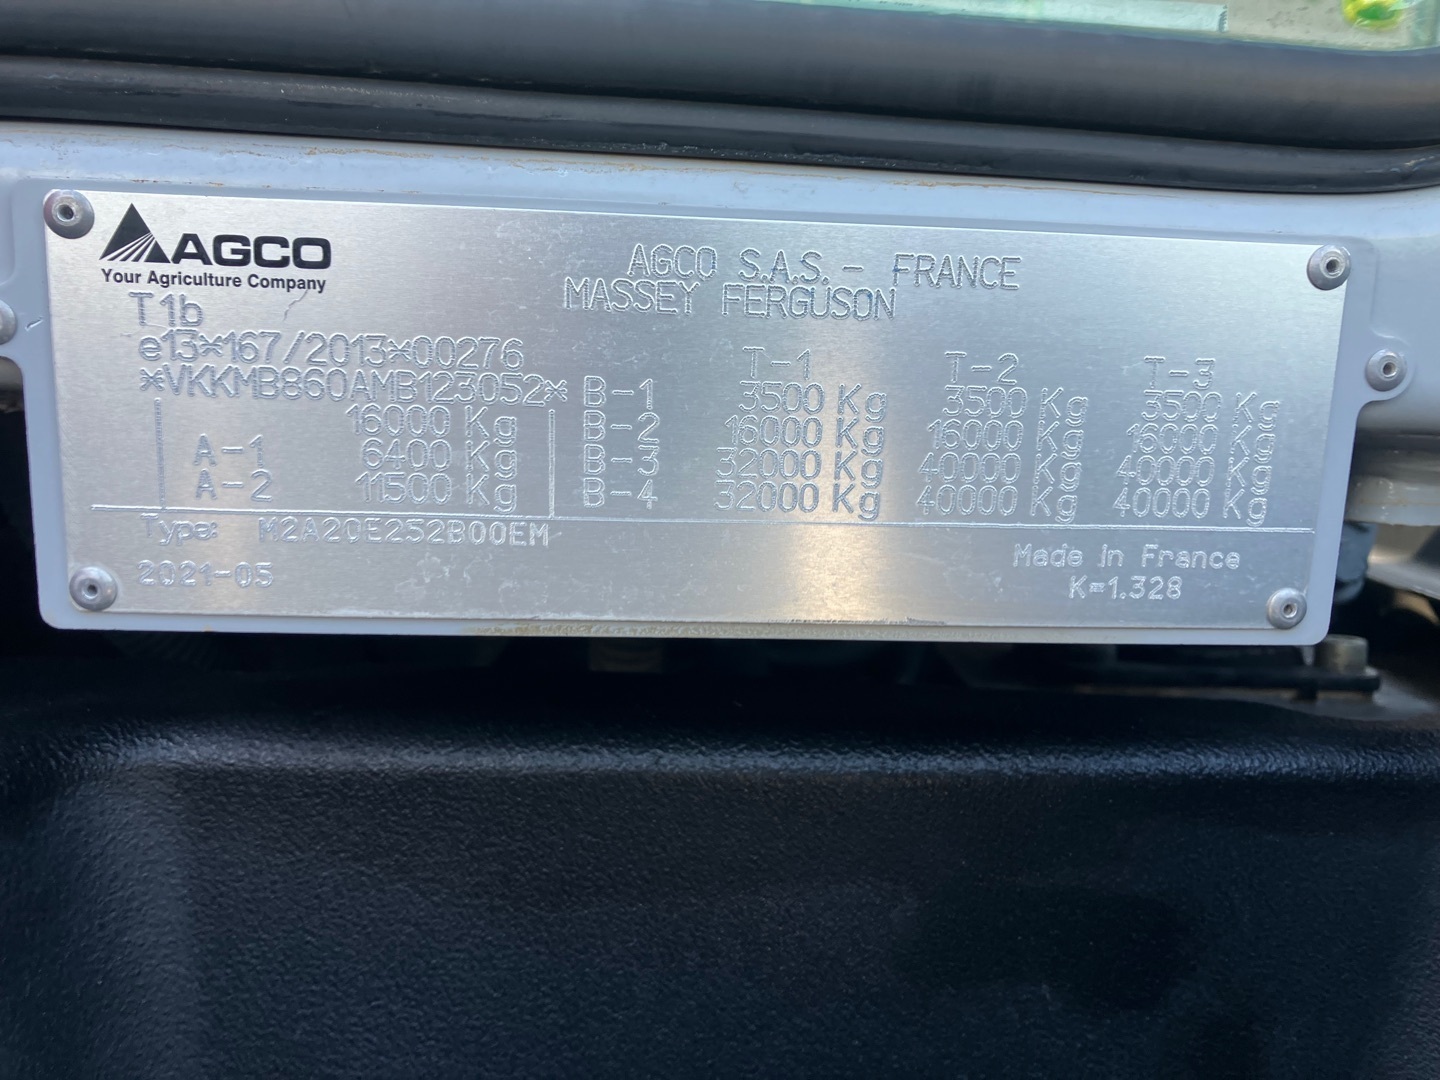 AGCO
Your Agriculture Company
AGCO S.A.S. - FRANCE
MASSEY FERGUSON
T1b
e13*167/2013*00276
*VKKMB860AMB123052*
16000 Kg
A-1 6400 Kg
A-2 11500 Kg
T-1 T-2 T-3
B-1 3500 Kg 3500 Kg 3500 Kg
B-2 16000 Kg 16000 Kg 16000 Kg
B-3 32000 Kg 40000 Kg 40000 Kg
B-4 32000 Kg 40000 Kg 40000 Kg
Type: M2A20E252B00EM
2021-05
Made in France
K=1.328